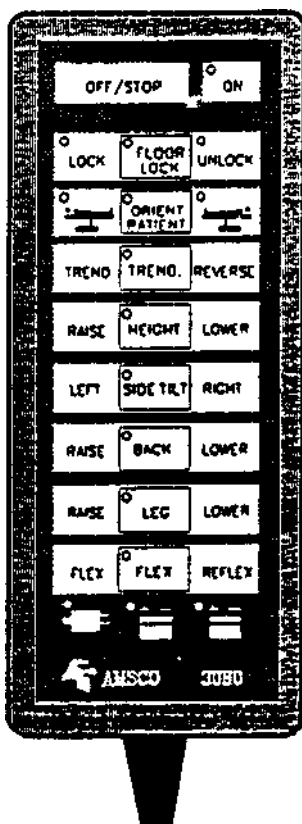 OFF/STOP ON
LOCK FLOOR LOCK UNLOCK
ORIENT PATIENT
TREND TREND. REVERSE
RAISE HEIGHT LOWER
LEFT SIDE TILT RIGHT
RAISE BACK LOWER
RAISE LEG LOWER
FLEX FLEX REFLEX
AMSCO 3080